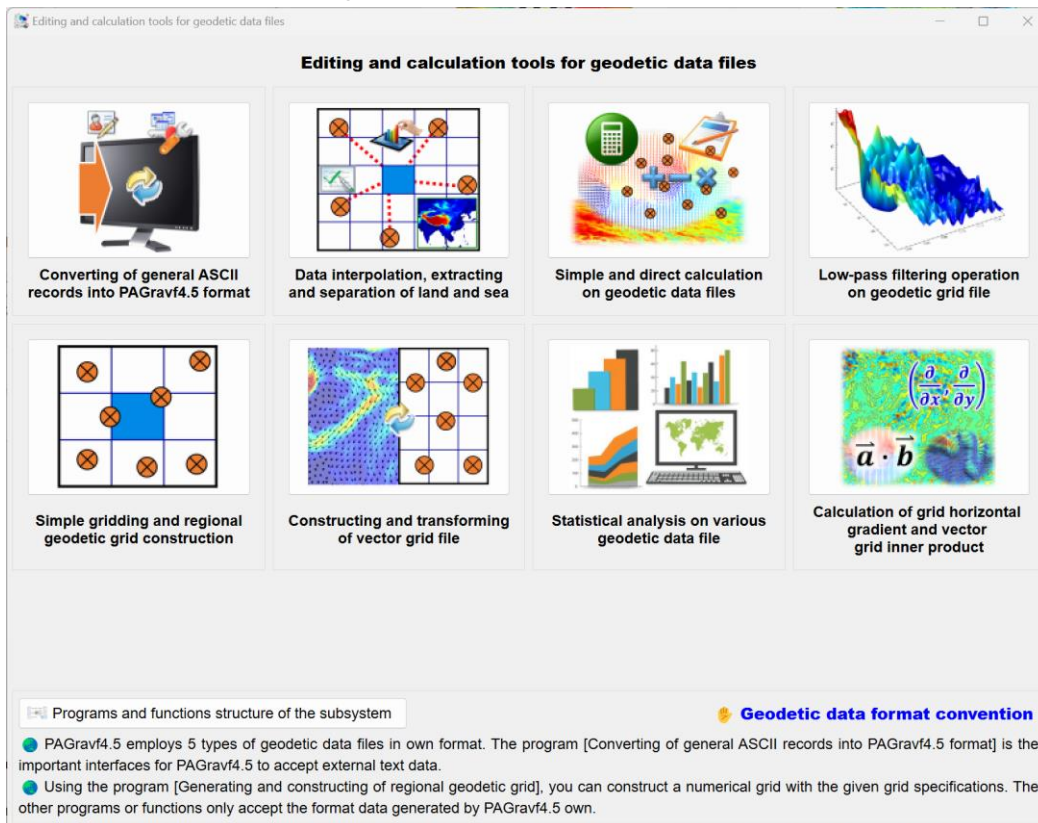 Editing and calculation tools for geodetic data files
Editing and calculation tools for geodetic data files
Converting of general ASCII
records into PAGravf4.5 format
Data interpolation, extracting
and separation of land and sea
Simple and direct calculation
on geodetic data files
Low-pass filtering operation
on geodetic grid file
Simple gridding and regional
geodetic grid construction
Constructing and transforming
of vector grid file
Statistical analysis on various
geodetic data file
(∂/∂x, ∂/∂y)
a⃗ · b⃗
Calculation of grid horizontal
gradient and vector
grid inner product
Programs and functions structure of the subsystem
Geodetic data format convention
PAGravf4.5 employs 5 types of geodetic data files in own format. The program [Converting of general ASCII records into PAGravf4.5 format] is the
important interfaces for PAGravf4.5 to accept external text data.
Using the program [Generating and constructing of regional geodetic grid], you can construct a numerical grid with the given grid specifications. The
other programs or functions only accept the format data generated by PAGravf4.5 own.